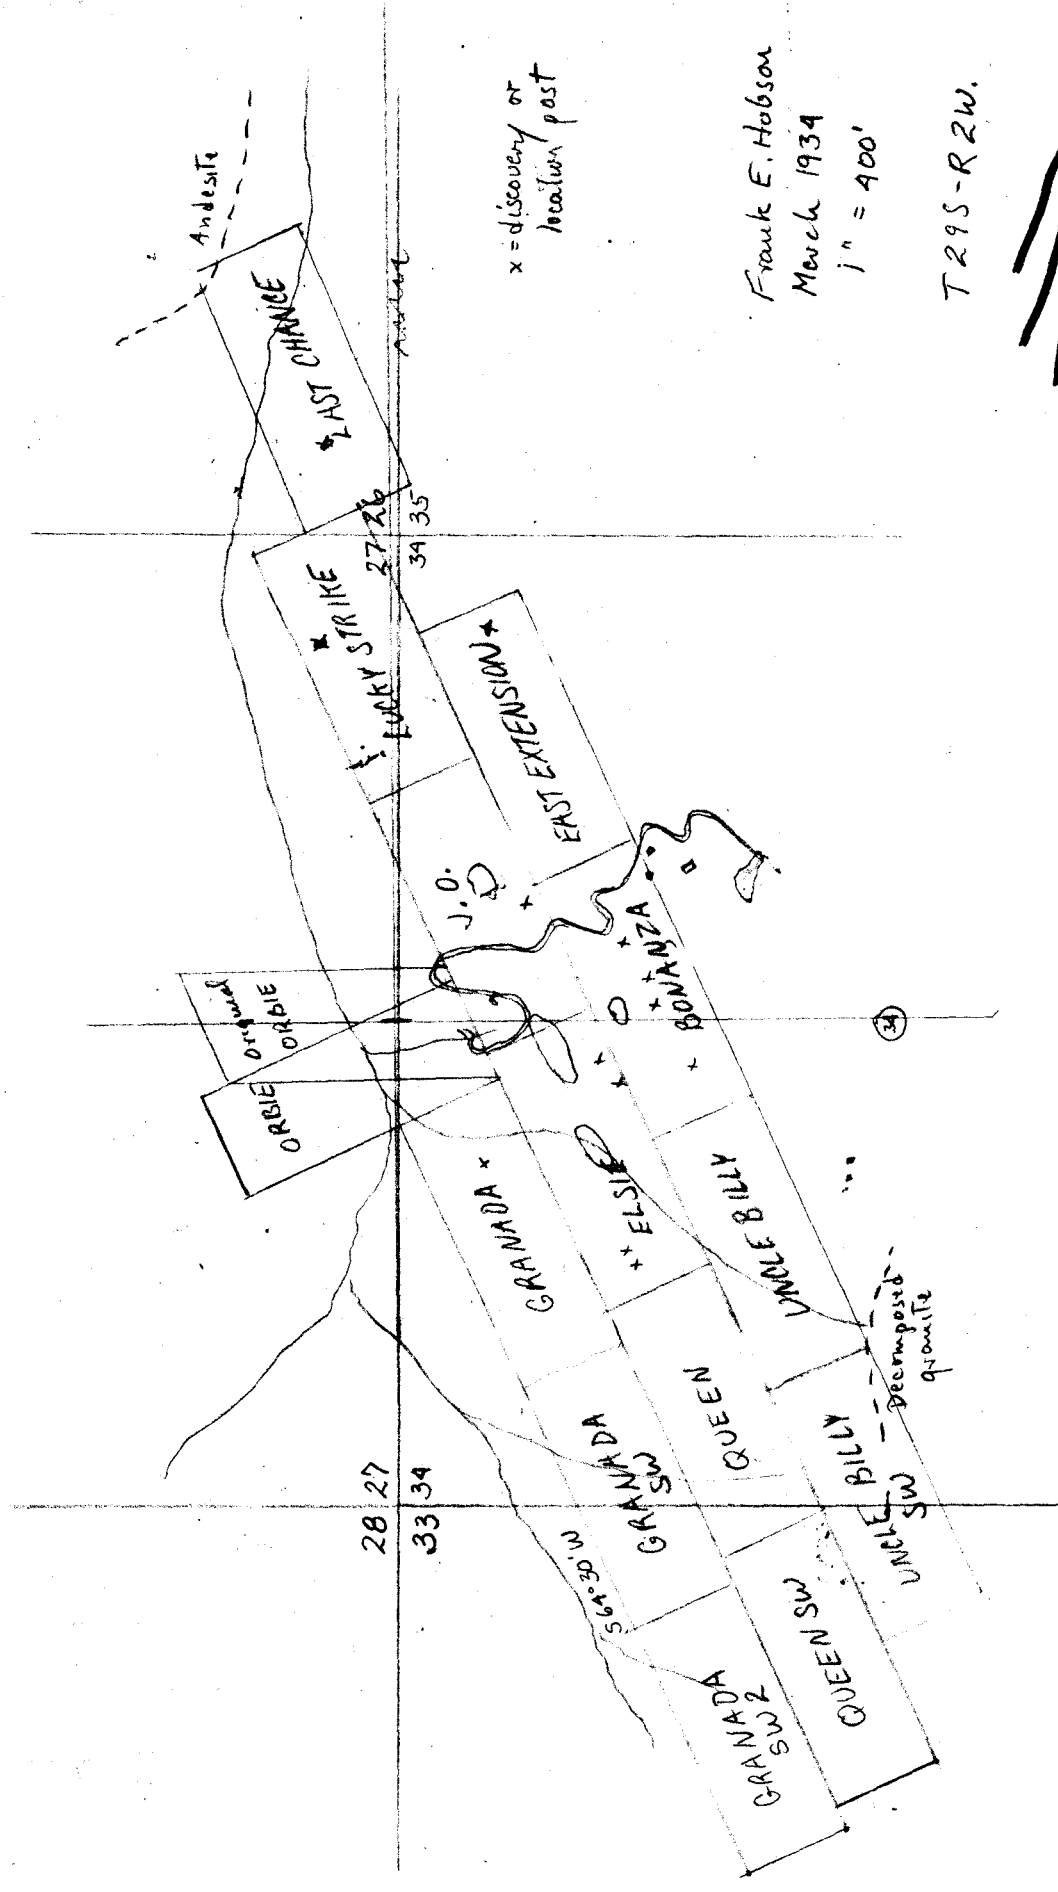 Andesite
x = discovery or
location post
Frank E. Hobson
March 1934
1" = 400'
T29S-R2W.
LAST CHANCE
27 26
34 35
LUCKY STRIKE
EAST EXTENSION
J. O.
Original
ORBIE
ORBIE
BONANZA
34
GRANADA
ELSIE
UNCLE BILLY
Decomposed
granite
QUEEN
GRANADA
SW
UNCLE BILLY
SW
28 27
33 34
S64°30'W
QUEEN SW
GRANADA
SW 2